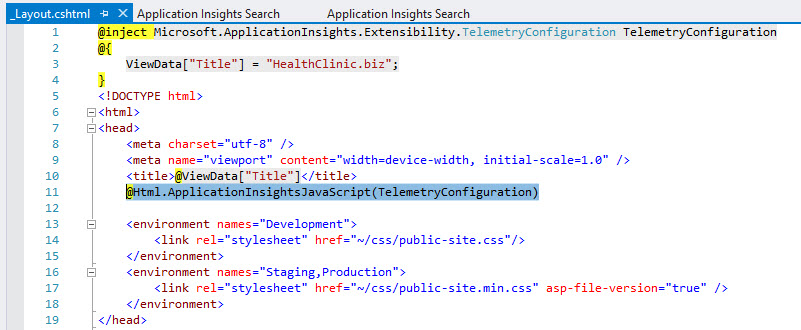 _Layout.cshtml Application Insights Search Application Insights Search
1 @inject Microsoft.ApplicationInsights.Extensibility.TelemetryConfiguration TelemetryConfiguration
2 @{
3 ViewData["Title"] = "HealthClinic.biz";
4 }
5 <!DOCTYPE html>
6 <html>
7 <head>
8 <meta charset="utf-8" />
9 <meta name="viewport" content="width=device-width, initial-scale=1.0" />
10 <title>@ViewData["Title"]</title>
11 @Html.ApplicationInsightsJavaScript(TelemetryConfiguration)
12
13 <environment names="Development">
14 <link rel="stylesheet" href="~/css/public-site.css"/>
15 </environment>
16 <environment names="Staging,Production">
17 <link rel="stylesheet" href="~/css/public-site.min.css" asp-file-version="true" />
18 </environment>
19 </head>